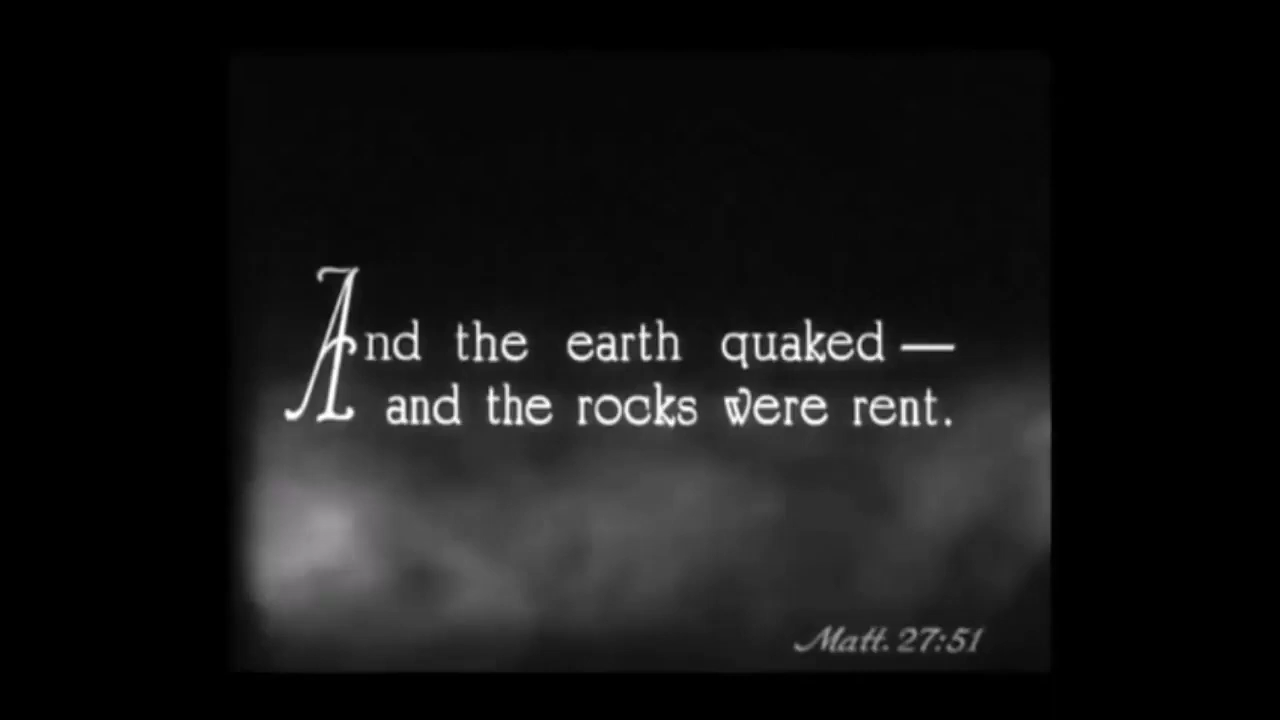 And the earth quaked —
and the rocks were rent.
Matt. 27:51